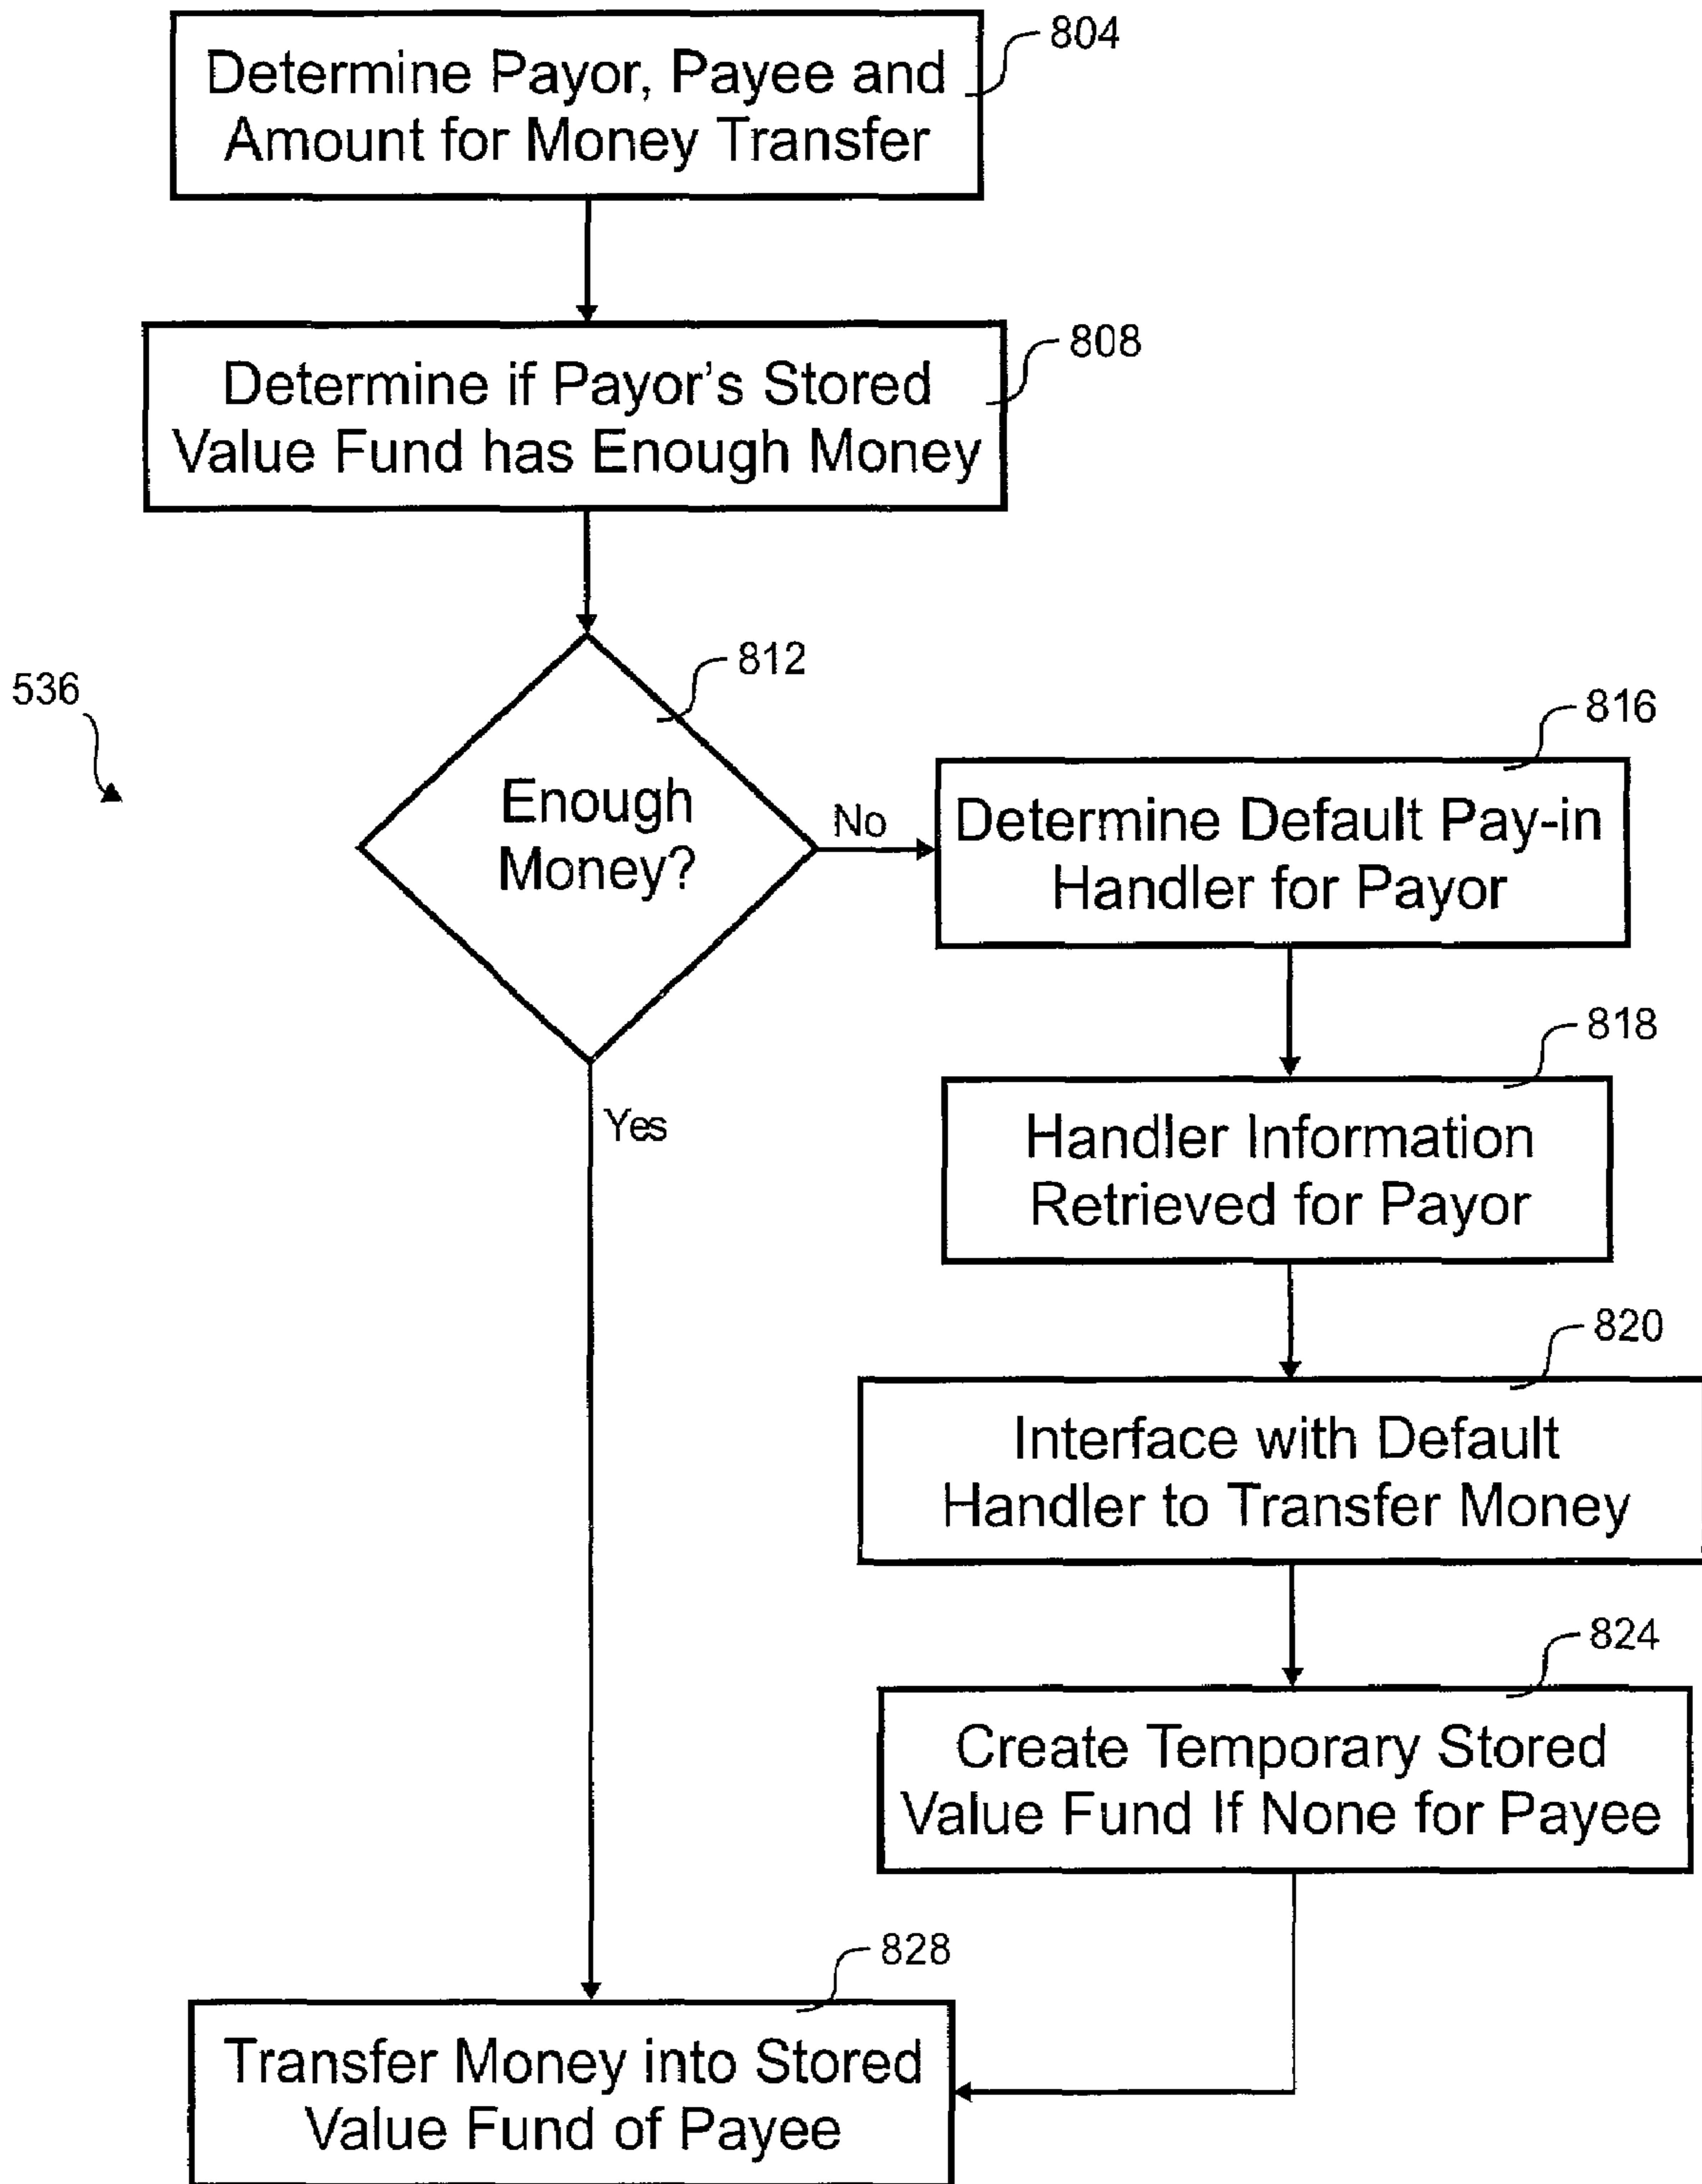 804
Determine Payor, Payee and
Amount for Money Transfer
808
Determine if Payor's Stored
Value Fund has Enough Money
812
536
Enough
Money?
No
816
Determine Default Pay-in
Handler for Payor
818
Handler Information
Retrieved for Payor
Yes
820
Interface with Default
Handler to Transfer Money
824
Create Temporary Stored
Value Fund If None for Payee
828
Transfer Money into Stored
Value Fund of Payee